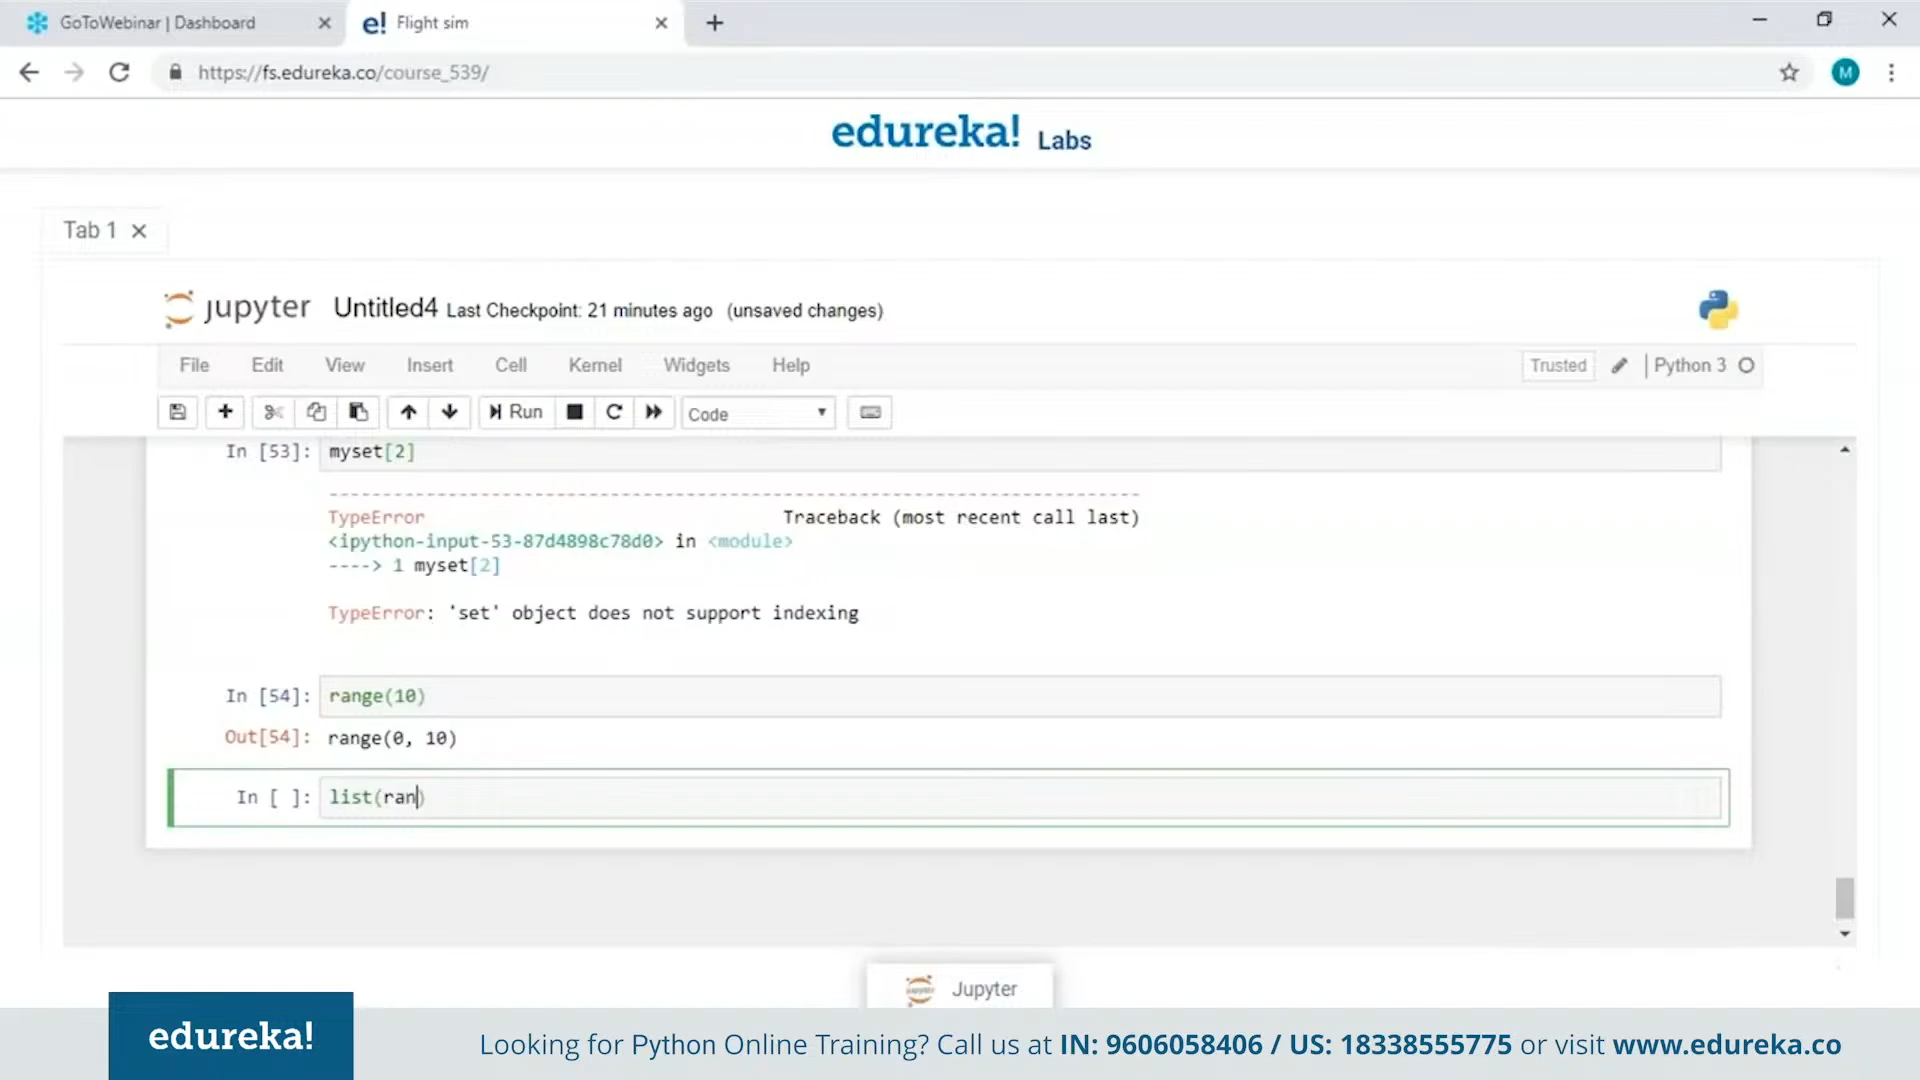 GoToWebinar | Dashboard
e! Flight sim
https://fs.edureka.co/course_539/
M
edureka! Labs
Tab 1
jupyter Untitled4 Last Checkpoint: 21 minutes ago (unsaved changes)
File Edit View Insert Cell Kernel Widgets Help Trusted Python 3
Run Code
In [53]: myset[2]
---------------------------------------------------------------------------
TypeError Traceback (most recent call last)
<ipython-input-53-87d4898c78d0> in <module>
----> 1 myset[2]
TypeError: 'set' object does not support indexing
In [54]: range(10)
Out[54]: range(0, 10)
In [ ]: list(ran)
Jupyter
edureka!
Looking for Python Online Training? Call us at IN: 9606058406 / US: 18338555775 or visit www.edureka.co